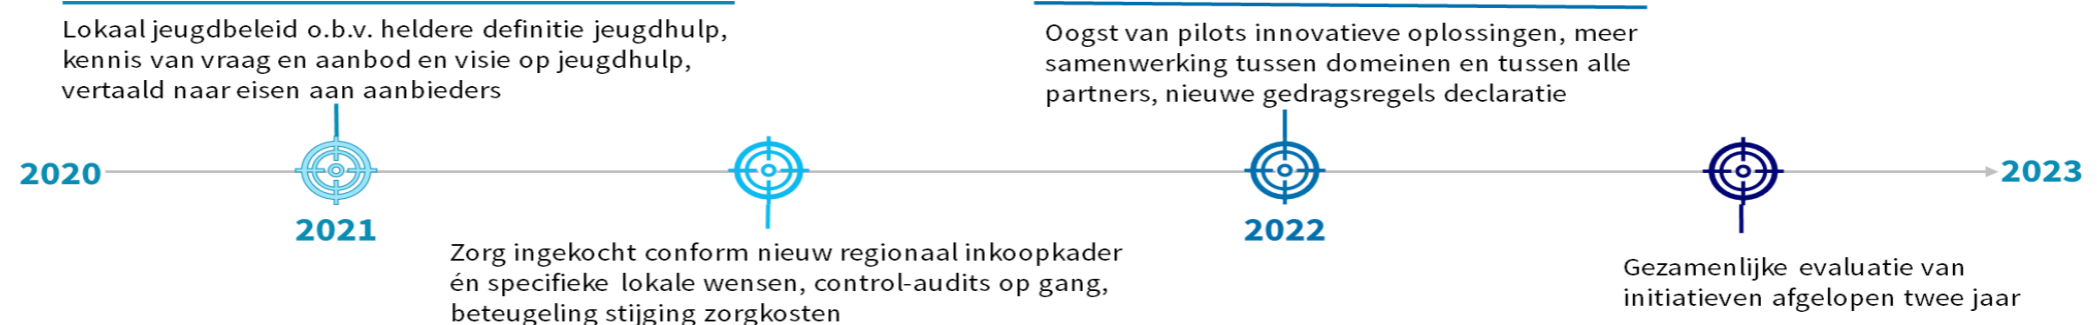 Lokaal jeugdbeleid o.b.v. heldere definitie jeugdhulp,
kennis van vraag en aanbod en visie op jeugdhulp,
vertaald naar eisen aan aanbieders
Oogst van pilots innovatieve oplossingen, meer
samenwerking tussen domeinen en tussen alle
partners, nieuwe gedragsregels declaratie
2020
2023
2021
2022
Zorg ingekocht conform nieuw regionaal inkoopkader
én specifieke lokale wensen, control-audits op gang,
beteugeling stijging zorgkosten
Gezamenlijke evaluatie van
initiatieven afgelopen twee jaar